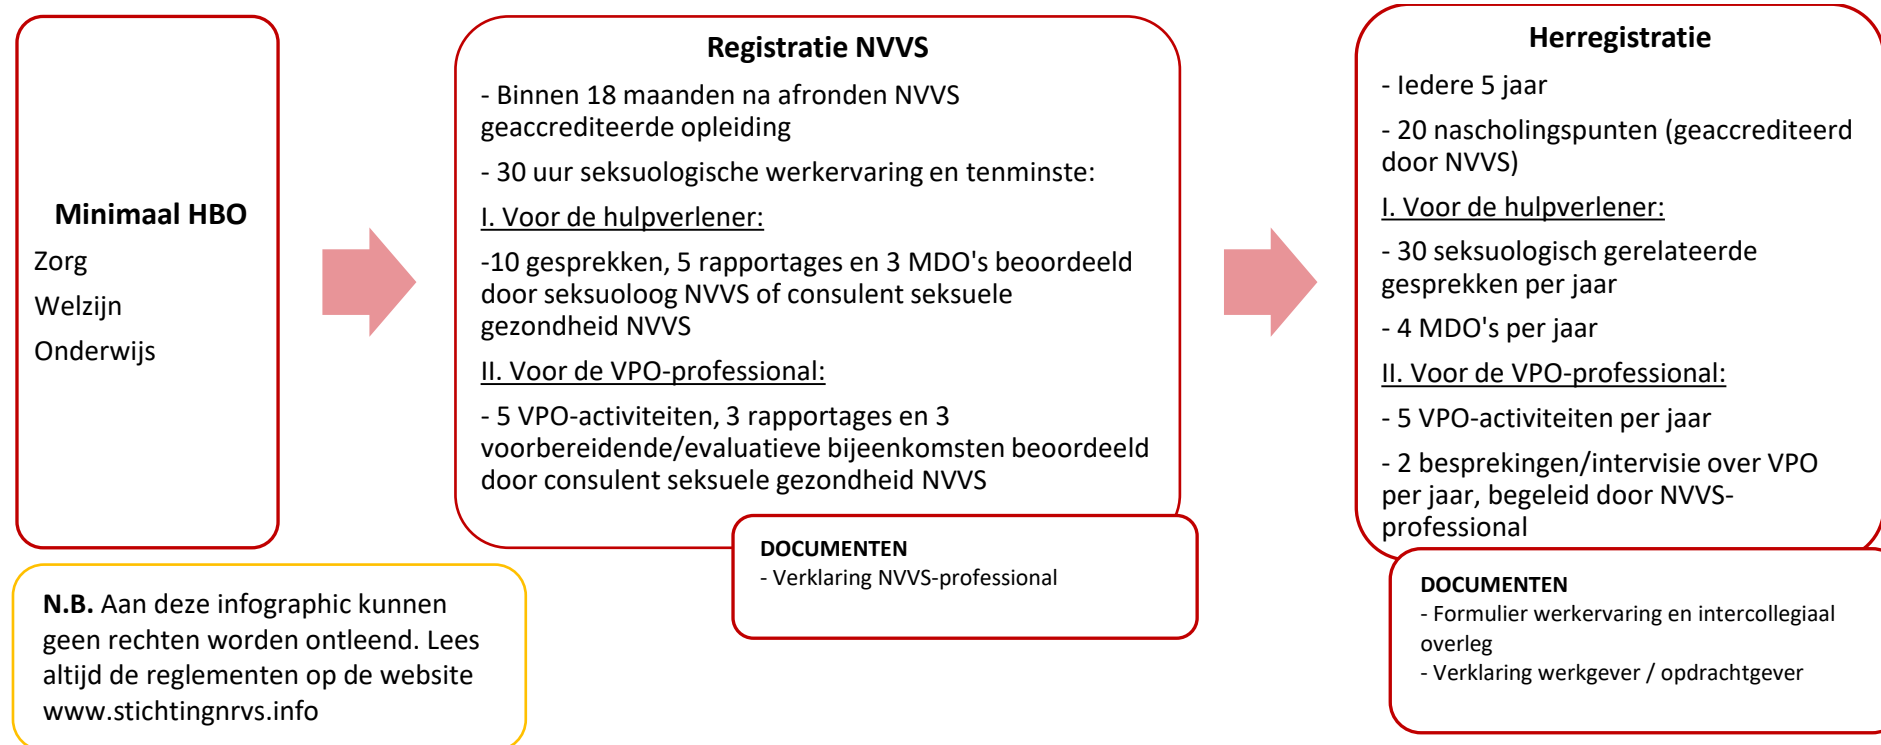 Minimaal HBO
Zorg
Welzijn
Onderwijs
Registratie NVVS
- Binnen 18 maanden na afronden NVVS
geaccrediteerde opleiding
- 30 uur seksuologische werkervaring en tenminste:
I. Voor de hulpverlener:
-10 gesprekken, 5 rapportages en 3 MDO's beoordeeld
door seksuoloog NVVS of consulent seksuele
gezondheid NVVS
II. Voor de VPO-professional:
- 5 VPO-activiteiten, 3 rapportages en 3
voorbereidende/evaluatieve bijeenkomsten beoordeeld
door consulent seksuele gezondheid NVVS
DOCUMENTEN
- Verklaring NVVS-professional
Herregistratie
- Iedere 5 jaar
- 20 nascholingspunten (geaccrediteerd
door NVVS)
I. Voor de hulpverlener:
- 30 seksuologisch gerelateerde
gesprekken per jaar
- 4 MDO's per jaar
II. Voor de VPO-professional:
- 5 VPO-activiteiten per jaar
- 2 besprekingen/intervisie over VPO
per jaar, begeleid door NVVS-
professional
DOCUMENTEN
- Formulier werkervaring en intercollegiaal
overleg
- Verklaring werkgever / opdrachtgever
N.B. Aan deze infographic kunnen
geen rechten worden ontleend. Lees
altijd de reglementen op de website
www.stichtingnrvs.info